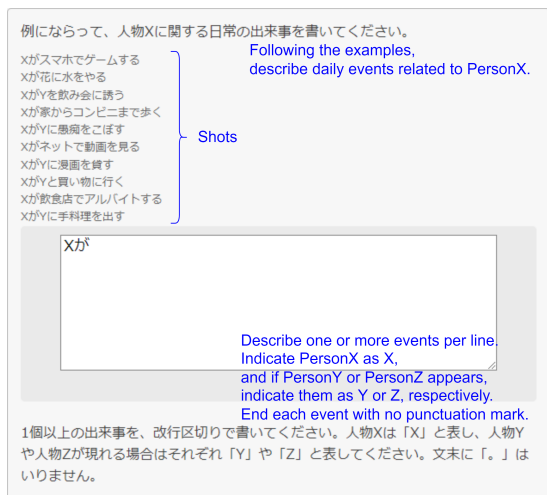 例にならって、人物Xに関する日常の出来事を書いてください。
Following the examples,
describe daily events related to PersonX.
Xがスマホでゲームする
Xが花に水をやる
XがYを飲み会に誘う
Xが家からコンビニまで歩く
XがYに愚痴をこぼす
Xがネットで動画を見る
XがYに漫画を貸す
XがYと買い物に行く
Xが飲食店でアルバイトする
XがYに手料理を出す
Shots
Xが
Describe one or more events per line.
Indicate PersonX as X,
and if PersonY or PersonZ appears,
indicate them as Y or Z, respectively.
End each event with no punctuation mark.
1個以上の出来事を、改行区切りで書いてください。人物Xは「X」と表し、人物Y
や人物Zが現れる場合はそれぞれ「Y」や「Z」と表してください。文末に「。」は
いりません。